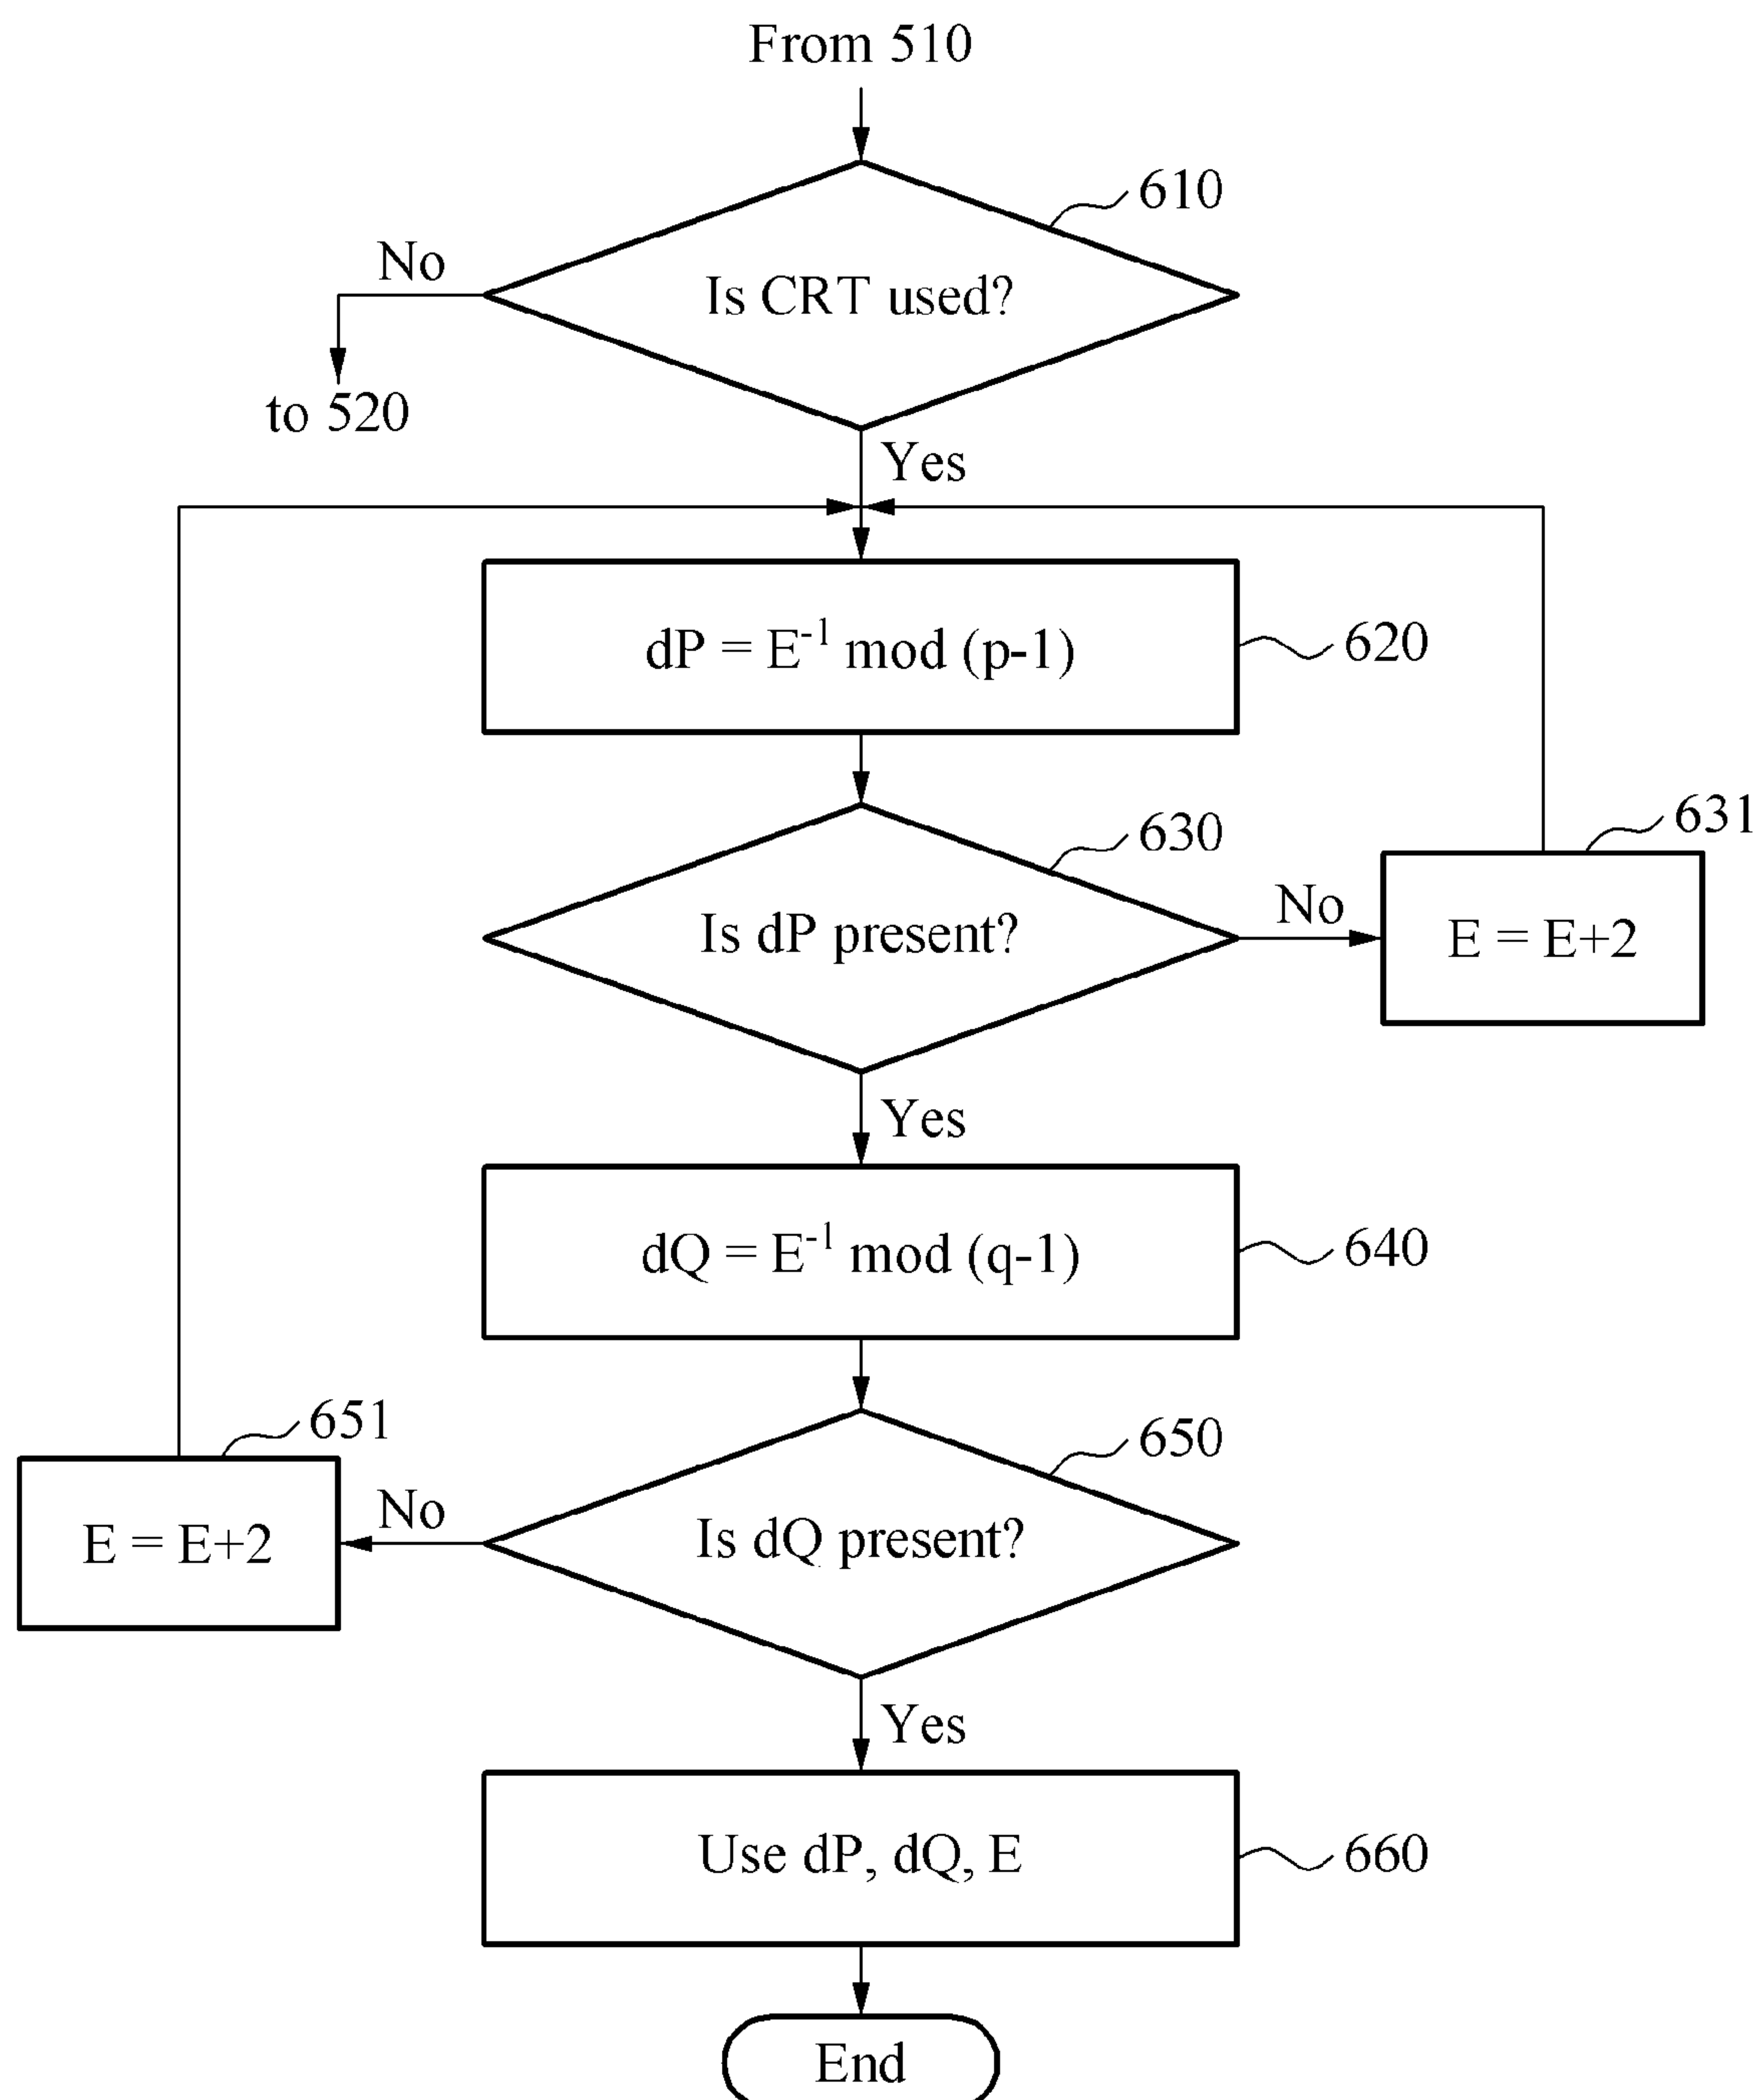 From 510
610
No
Is CRT used?
to 520
Yes
dP = E⁻¹ mod (p-1)
620
630
631
Is dP present?
No
E = E+2
Yes
dQ = E⁻¹ mod (q-1)
640
651
650
E = E+2
No
Is dQ present?
Yes
Use dP, dQ, E
660
End